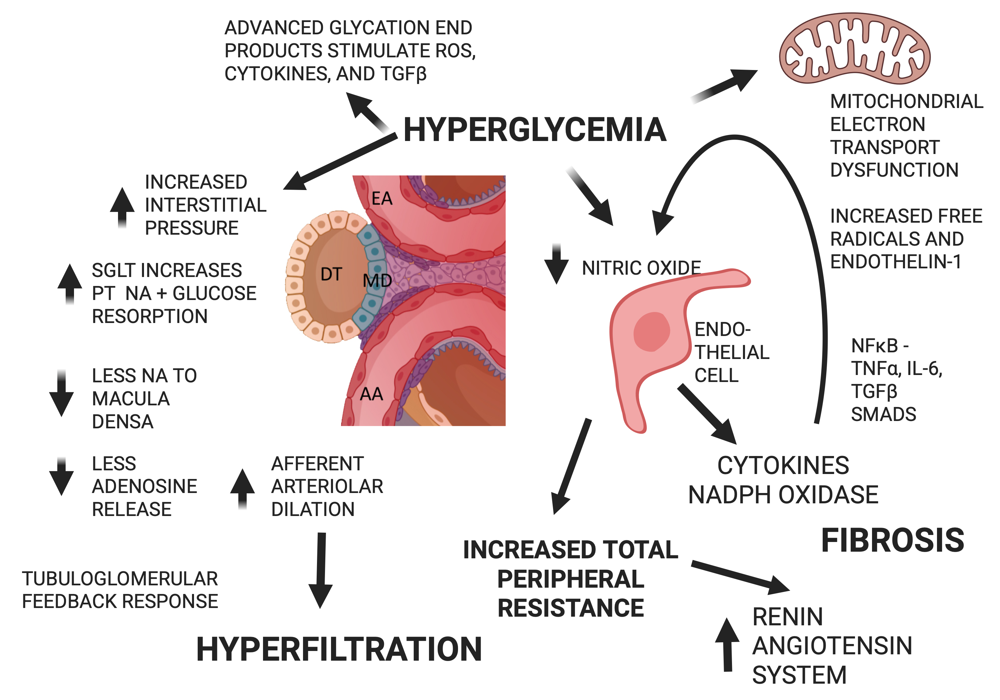 ADVANCED GLYCATION END
PRODUCTS STIMULATE ROS,
CYTOKINES, AND TGFβ
HYPERGLYCEMIA
MITOCHONDRIAL
ELECTRON
TRANSPORT
DYSFUNCTION
INCREASED FREE
RADICALS AND
ENDOTHELIN-1
INCREASED
INTERSTITIAL
PRESSURE
SGLT INCREASES
PT  NA + GLUCOSE
RESORPTION
LESS NA TO
MACULA
DENSA
LESS
ADENOSINE
RELEASE
AFFERENT
ARTERIOLAR
DILATION
TUBULOGLOMERULAR
FEEDBACK RESPONSE
HYPERFILTRATION
EA
DT
MD
AA
NITRIC OXIDE
ENDO-
THELIAL
CELL
NFκB -
TNFα, IL-6,
TGFβ
SMADS
CYTOKINES
NADPH OXIDASE
FIBROSIS
INCREASED TOTAL
PERIPHERAL
RESISTANCE
RENIN
ANGIOTENSIN
SYSTEM